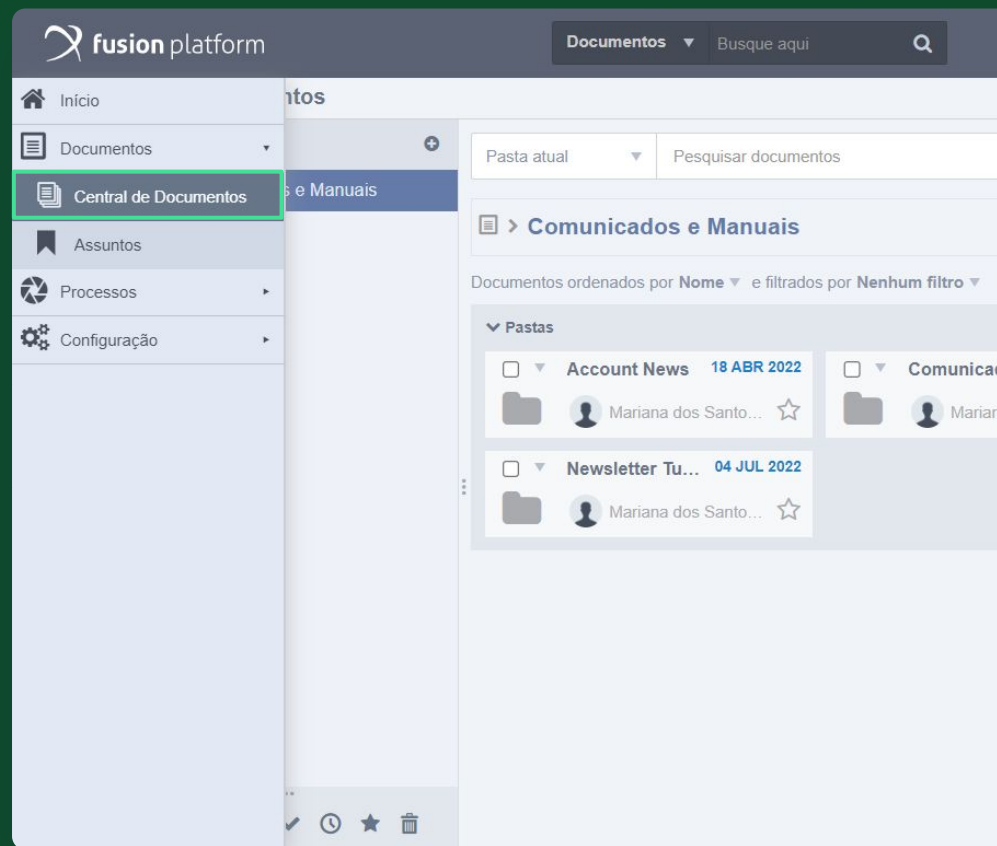 fusion platform
Documentos
Busque aqui
Início
Documentos
Central de Documentos
Assuntos
Processos
Configuração
ntos
s e Manuais
Pasta atual
Pesquisar documentos
> Comunicados e Manuais
Documentos ordenados por Nome e filtrados por Nenhum filtro
Pastas
Account News 18 ABR 2022
Mariana dos Santo...
Comunica
Marian
Newsletter Tu... 04 JUL 2022
Mariana dos Santo...